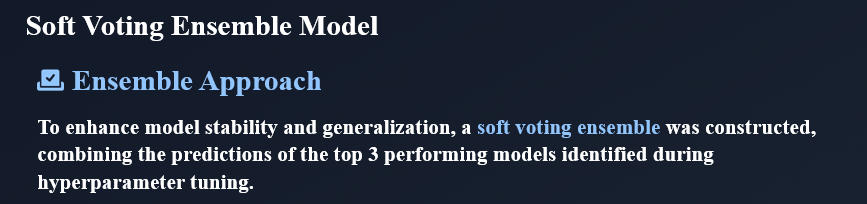 Soft Voting Ensemble Model
Ensemble Approach
To enhance model stability and generalization, a soft voting ensemble was constructed,
combining the predictions of the top 3 performing models identified during
hyperparameter tuning.